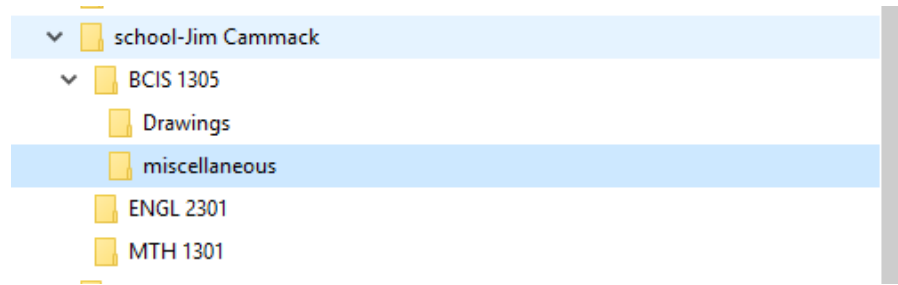 school-Jim Cammack
BCIS 1305
Drawings
miscellaneous
ENGL 2301
MTH 1301